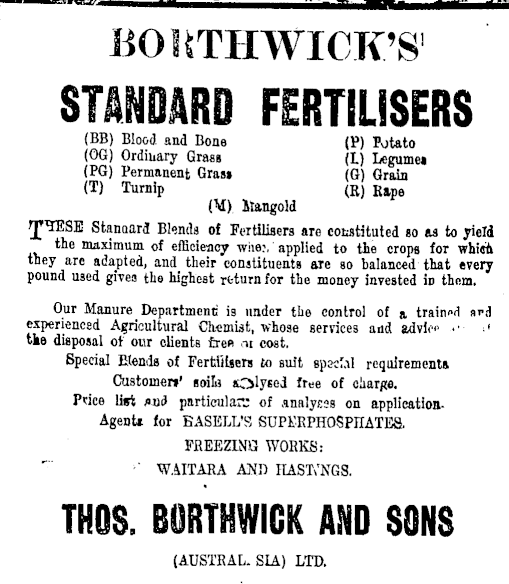 BORTHWICK'S
STANDARD FERTILISERS
(BB) Blood and Bone (P) Potato
(OG) Ordinary Grass (L) Legumes
(PG) Permanent Grass (G) Grain
(T) Turnip (R) Rape
(M) Mangold
THESE Standard Blends of Fertilisers are constituted so as to yield
the maximum of efficiency when applied to the crops for which
they are adapted, and their constituents are so balanced that every
pound used gives the highest return for the money invested in them.
Our Manure Department is under the control of a trained and
experienced Agricultural Chemist, whose services and advice
the disposal of our clients free of cost.
Special Blends of Fertilisers to suit special requirements
Customers' soils analysed free of charge.
Price list and particulars of analyses on application.
Agents for BASELL'S SUPERPHOSPHATES.
FREEZING WORKS:
WAITARA AND HASTINGS.
THOS. BORTHWICK AND SONS
(AUSTRALASIA) LTD.